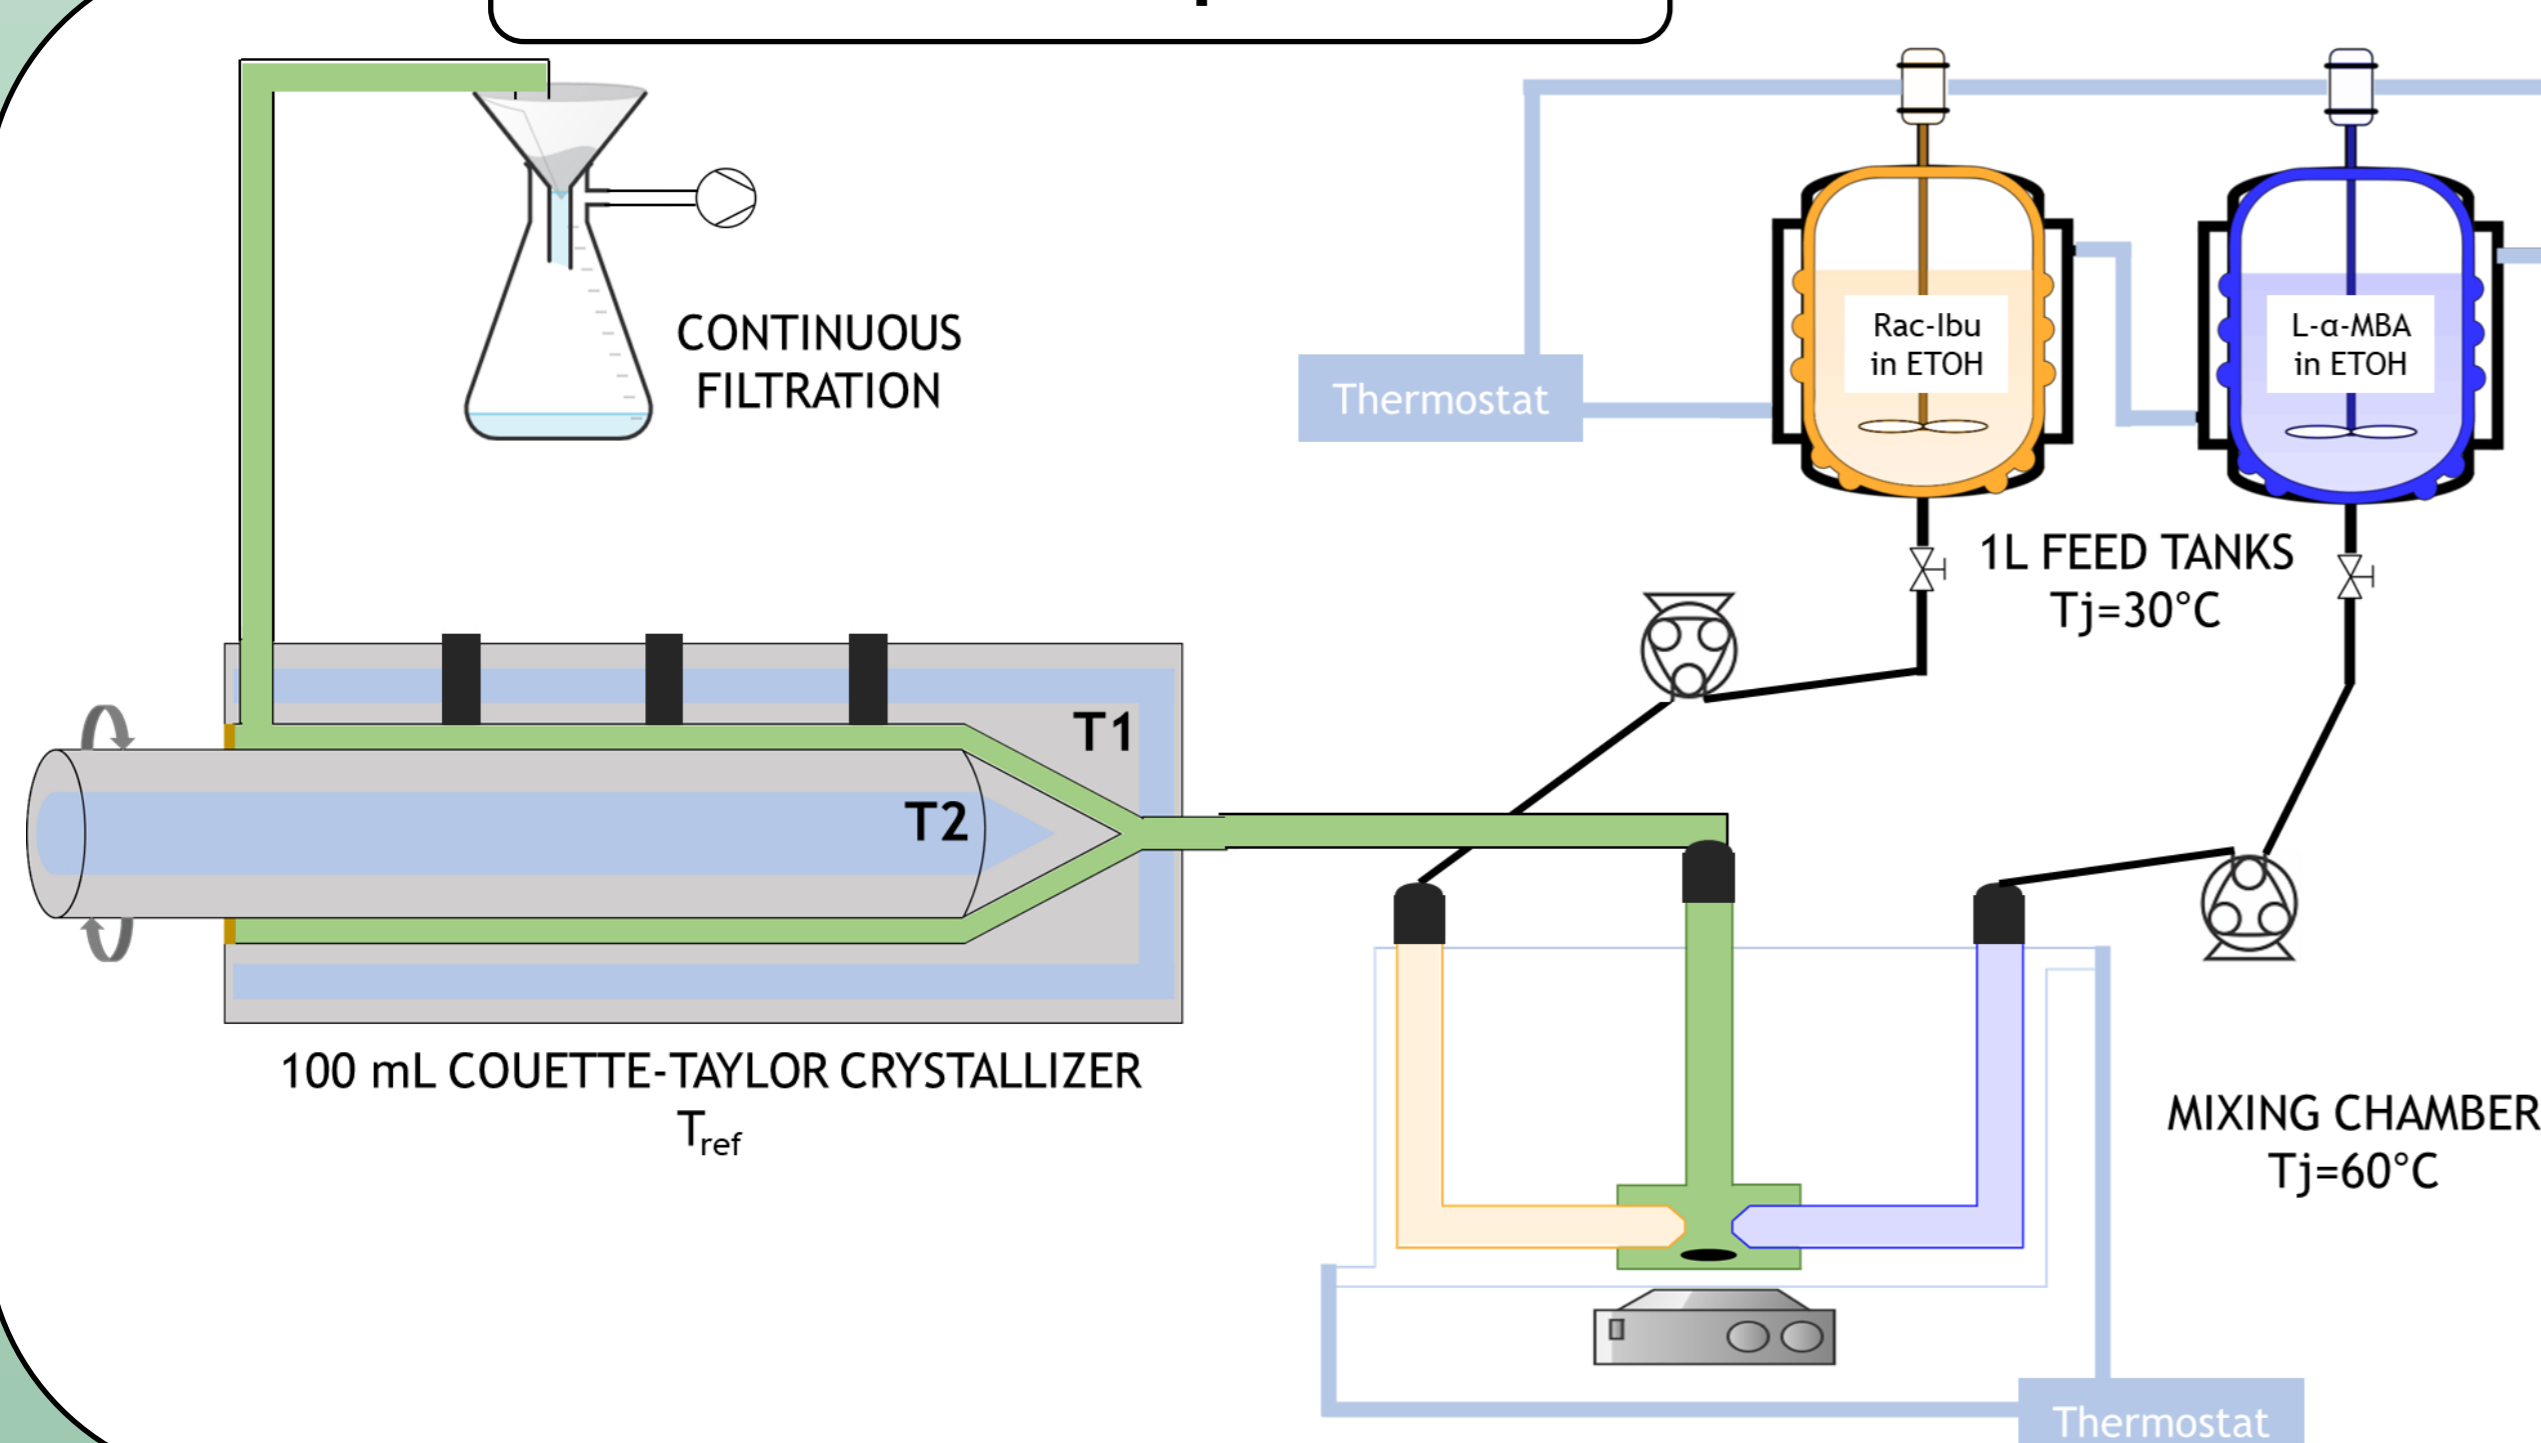 CONTINUOUS
FILTRATION
Thermostat
Rac-Ibu
in ETOH
L-α-MBA
in ETOH
1L FEED TANKS
Tj=30°C
T1
T2
100 mL COUETTE-TAYLOR CRYSTALLIZER
Tref
MIXING CHAMBER
Tj=60°C
Thermostat